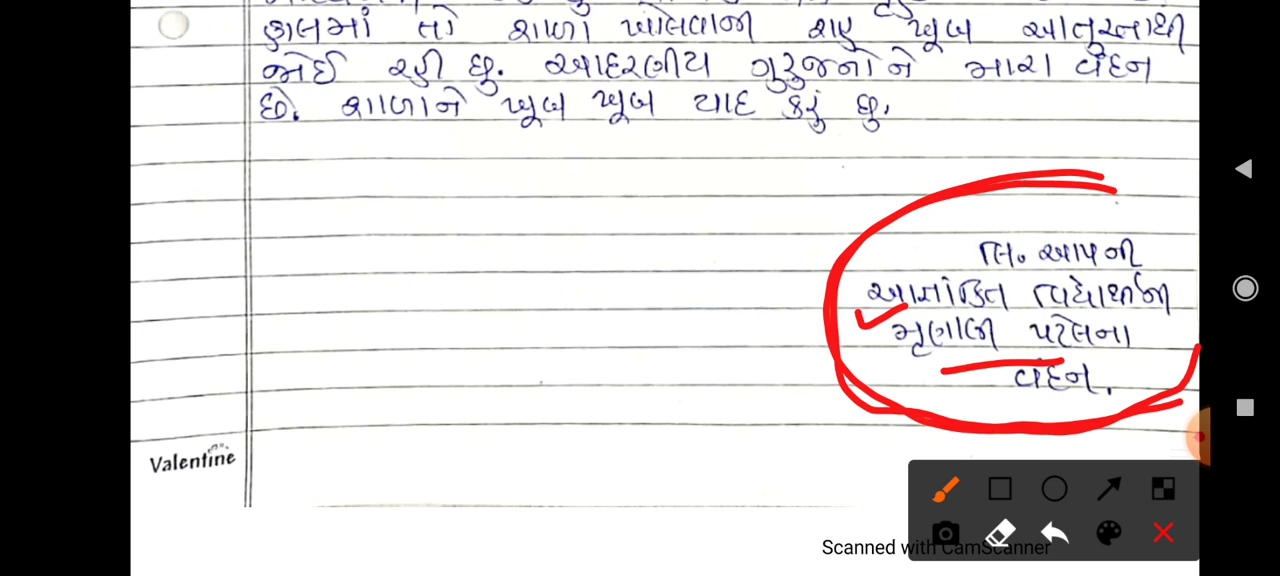 હાલમાં તો શાળા ખોલવાની રાહ ખૂબ આતુરતાથી
જોઈ રહી છુ. આદરણીય ગુરુજનોને મારા વંદન
છે. શાળાને ખૂબ ખૂબ યાદ કરું છુ.
લિ. આપની
આજ્ઞાંકિત વિદ્યાર્થીની
મૃણાલી પટેલના
વંદન.
Valentine
Scanned with CamScanner